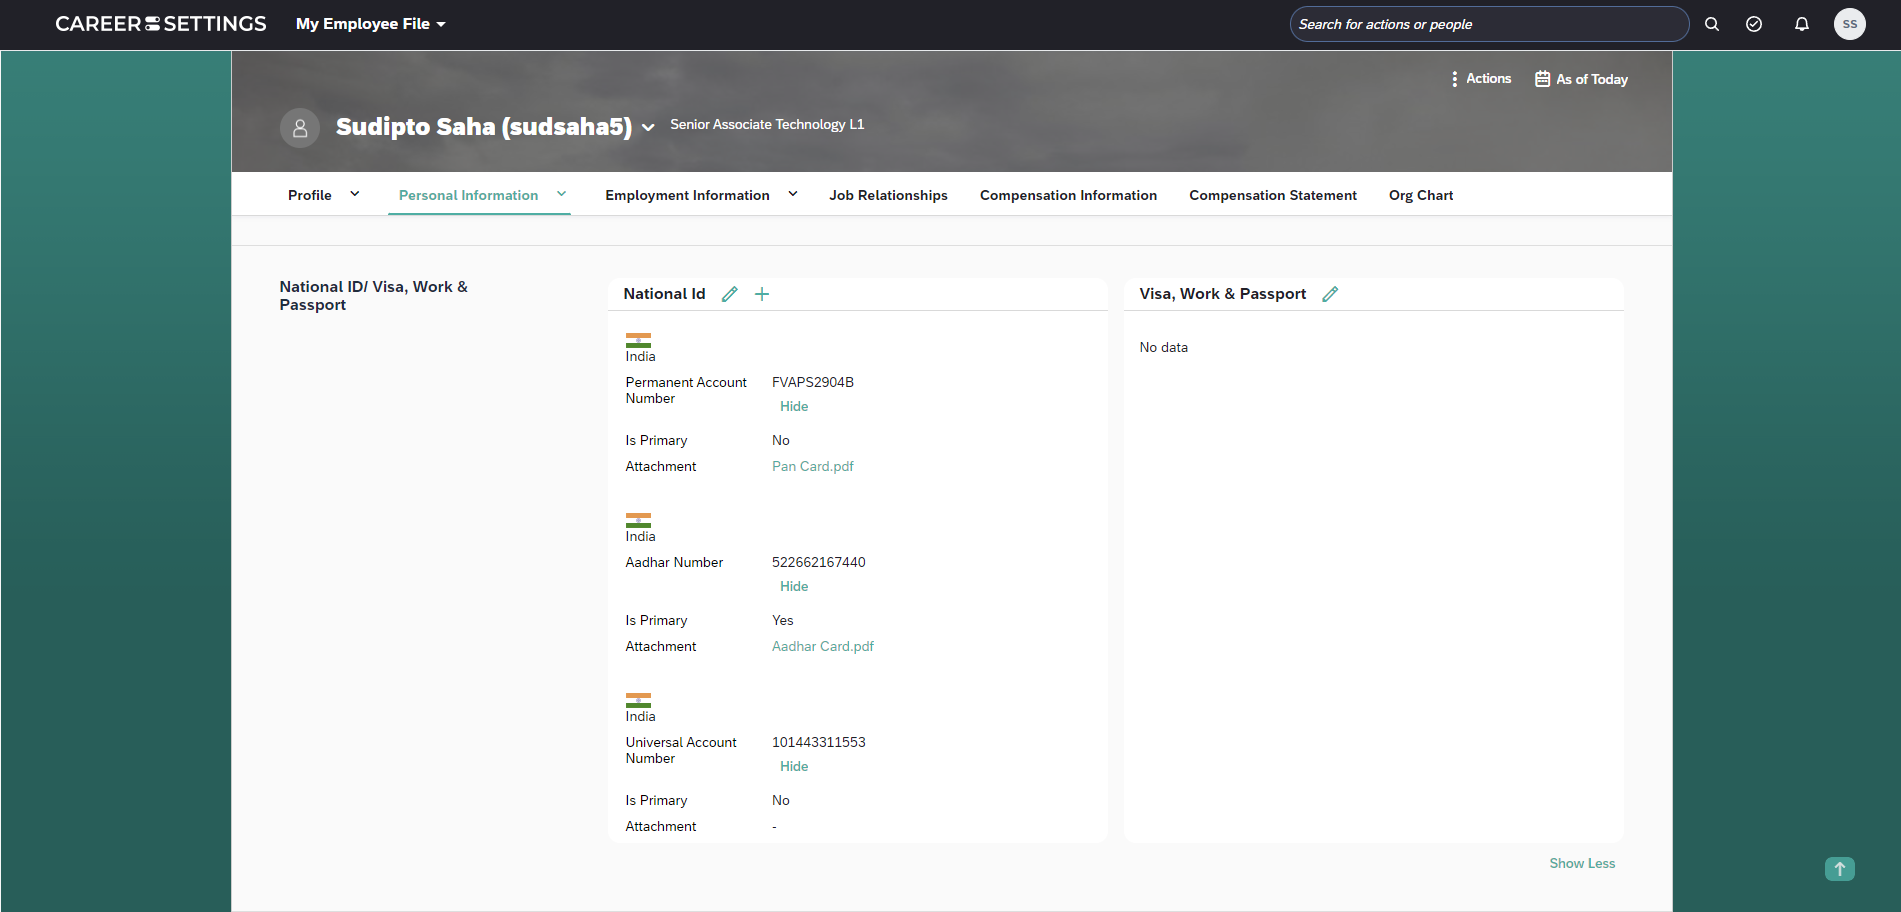 CAREER SETTINGS
My Employee File
Search for actions or people
SS
Actions
As of Today
Sudipto Saha (sudsaha5)
Senior Associate Technology L1
Profile
Personal Information
Employment Information
Job Relationships
Compensation Information
Compensation Statement
Org Chart
National ID/ Visa, Work &
Passport
National Id
India
Permanent Account
Number
FVAPS2904B
Hide
Is Primary
No
Attachment
Pan Card.pdf
India
Aadhar Number
522662167440
Hide
Is Primary
Yes
Attachment
Aadhar Card.pdf
India
Universal Account
Number
101443311553
Hide
Is Primary
No
Attachment
-
Visa, Work & Passport
No data
Show Less